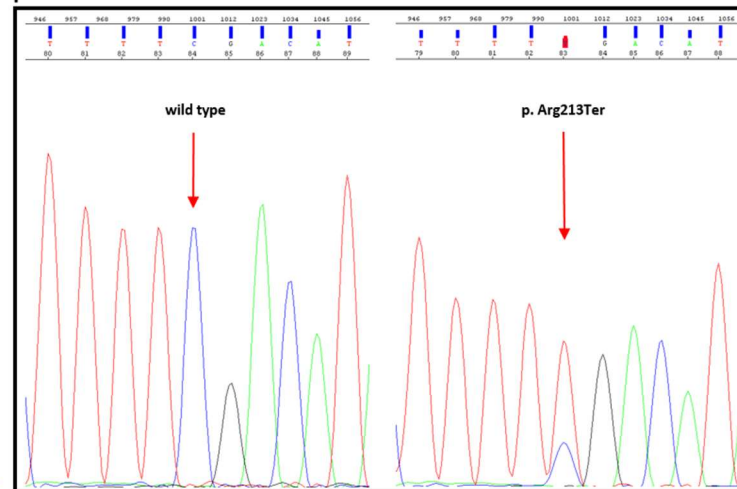 946 957 968 979 990 1001 1012 1023 1034 1045 1056
T T T T C G A C A T
80 81 82 83 84 85 86 87 88 89
wild type
946 957 968 979 990 1001 1012 1023 1034 1045 1056
T T T T G A C A T
79 80 81 82 83 84 85 86 87 88
p. Arg213Ter